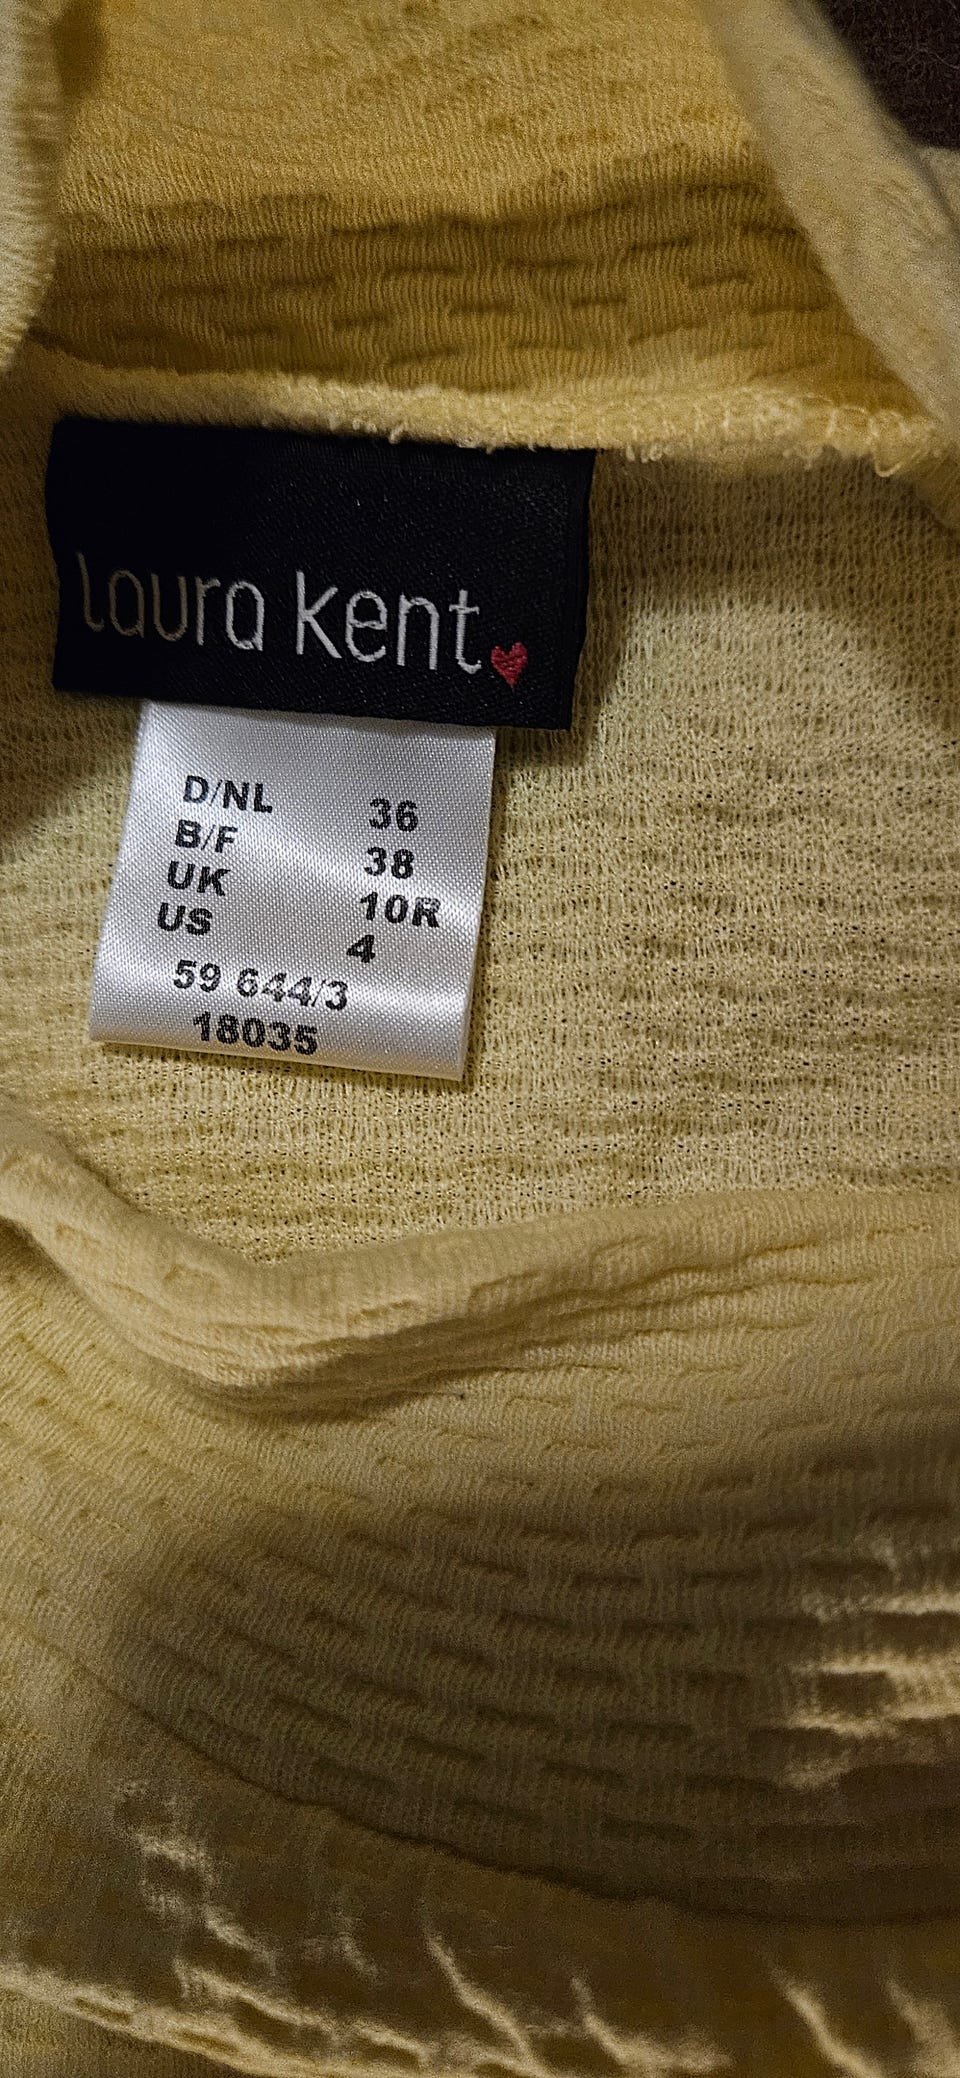 laura kent
D/NL 36
B/F 38
UK 10R
US 4
59 644/3
18035